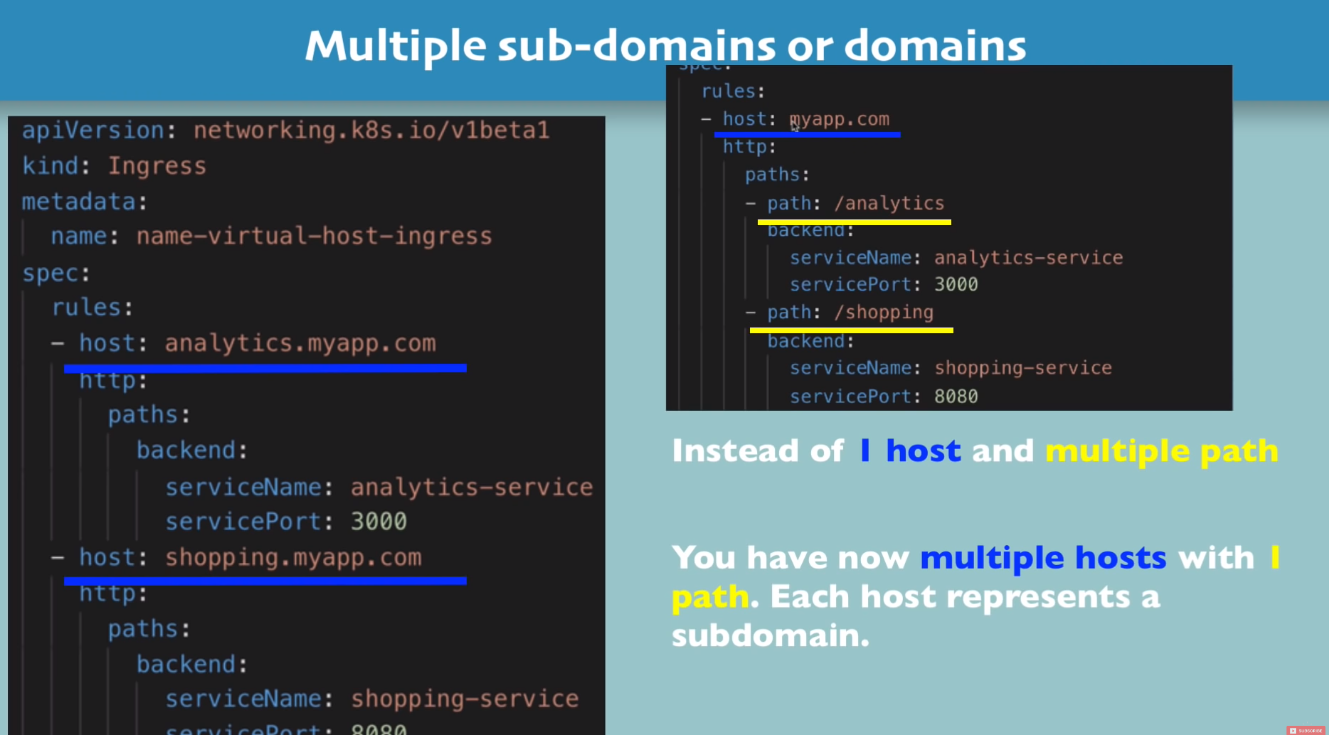 Multiple sub-domains or domains
apiVersion: networking.k8s.io/v1beta1
kind: Ingress
metadata:
name: name-virtual-host-ingress
spec:
rules:
- host: analytics.myapp.com
http:
paths:
backend:
serviceName: analytics-service
servicePort: 3000
- host: shopping.myapp.com
http:
paths:
backend:
serviceName: shopping-service
servicePort: 8080
spec:
rules:
- host: myapp.com
http:
paths:
- path: /analytics
backend:
serviceName: analytics-service
servicePort: 3000
- path: /shopping
backend:
serviceName: shopping-service
servicePort: 8080
Instead of 1 host and multiple path
You have now multiple hosts with 1
path. Each host represents a
subdomain.
SUBSCRIBE